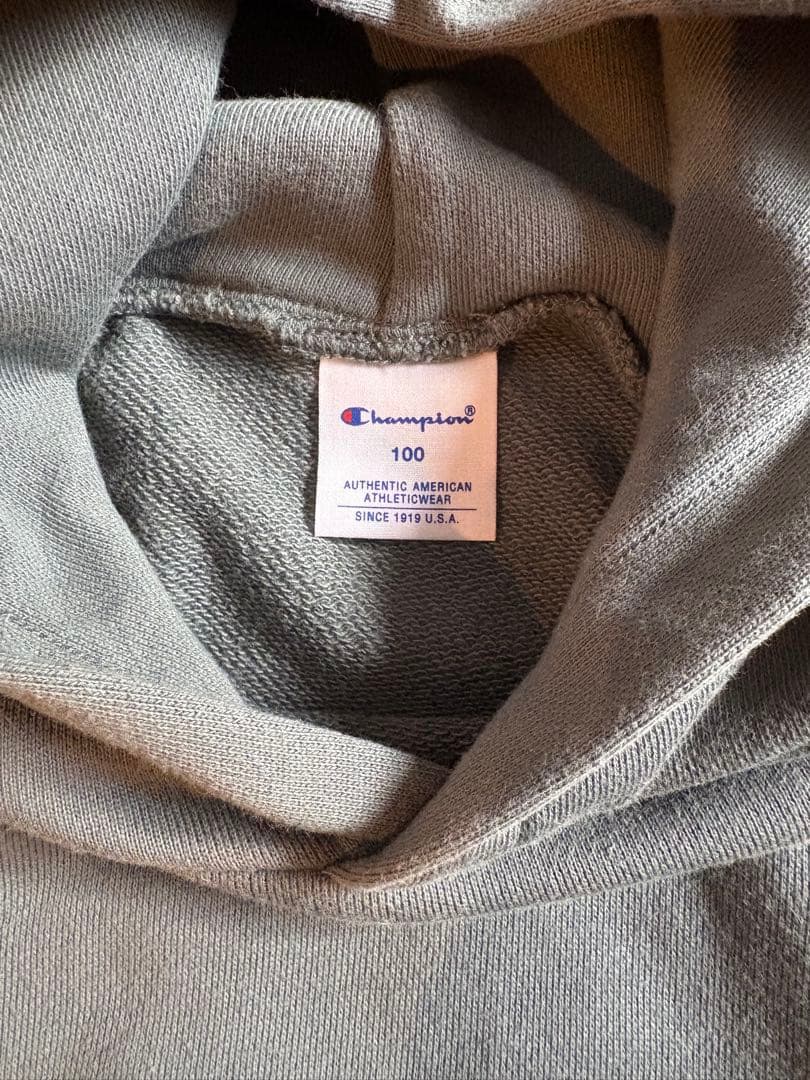 Champion®
100
AUTHENTIC AMERICAN
ATHLETICWEAR
SINCE 1919 U.S.A.